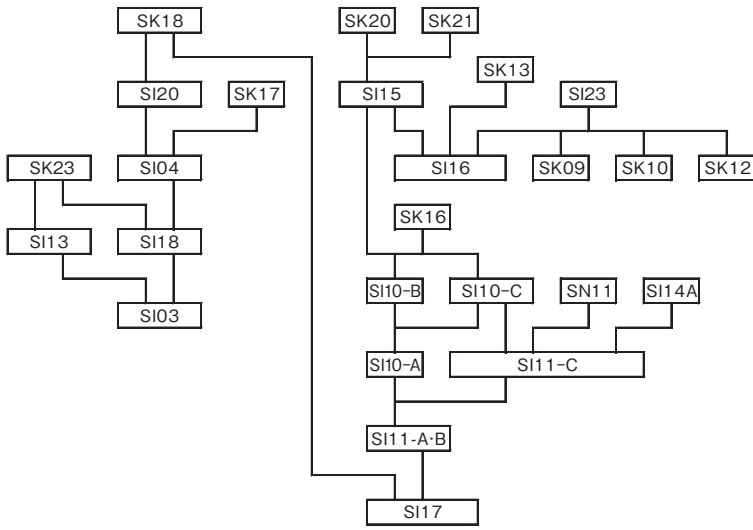 SK18
SK20
SK21
SK13
SI20
SK17
SI15
SI23
SK23
SI04
SI16
SK09
SK10
SK12
SK16
SI13
SI18
SI10-B
SI10-C
SN11
SI14A
SI03
SI10-A
SI11-C
SI11-A·B
SI17